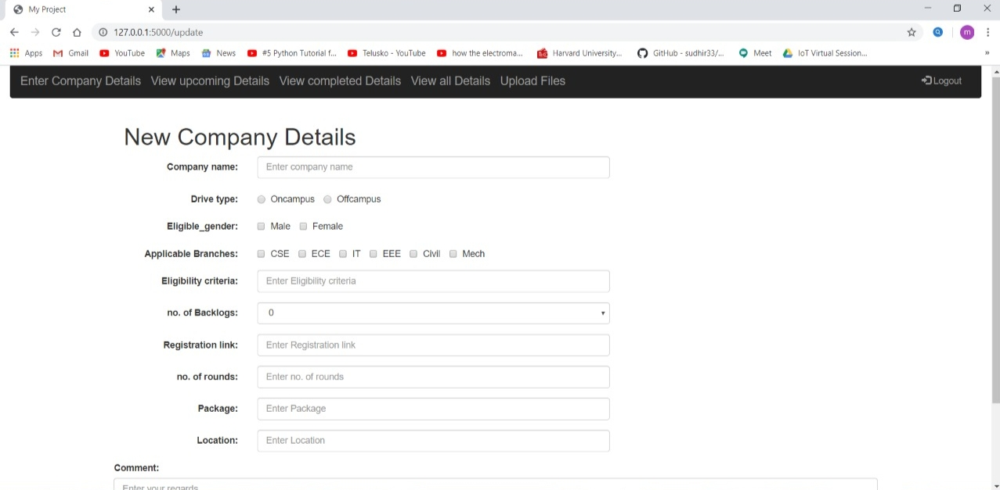 My Project
127.0.0.1:5000/update
m
Apps Gmail YouTube Maps News #5 Python Tutorial f... Telusko - YouTube how the electroma... Harvard University... GitHub - sudhir33/... Meet IoT Virtual Session... »
Enter Company Details View upcoming Details View completed Details View all Details Upload Files Logout
New Company Details
Company name: Enter company name
Drive type: Oncampus Offcampus
Eligible_gender: Male Female
Applicable Branches: CSE ECE IT EEE Civil Mech
Eligibility criteria: Enter Eligibility criteria
no. of Backlogs: 0
Registration link: Enter Registration link
no. of rounds: Enter no. of rounds
Package: Enter Package
Location: Enter Location
Comment:
Enter your regards